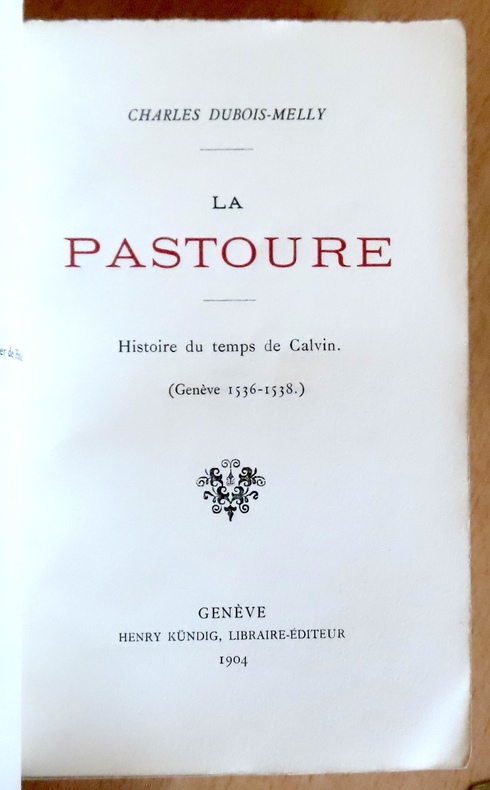 CHARLES DUBOIS-MELLY
LA
PASTOURE
Histoire du temps de Calvin.
(Genève 1536-1538.)
GENÈVE
HENRY KÜNDIG, LIBRAIRE-ÉDITEUR
1904